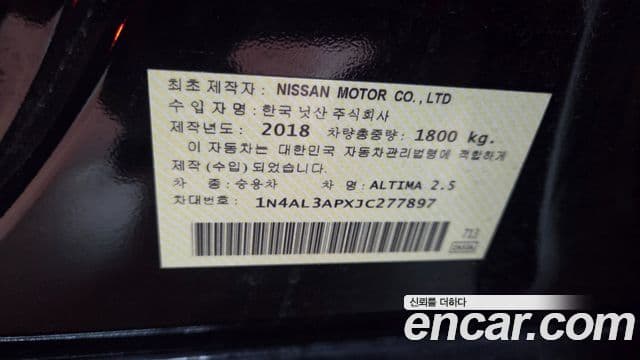 최초 제작자 : NISSAN MOTOR CO.,LTD
수 입 자 명 : 한국 닛산 주식회사
제작년도 : 2018 차량총중량 : 1800 kg.
이 자동차는 대한민국 자동차관리법령에 적합하게
제작 (수입) 되었습니다.
차 종 : 승용차 차 명 : ALTIMA 2.5
차대번호 : 1N4AL3APXJC277897
713
신뢰를 더하다
encar.com